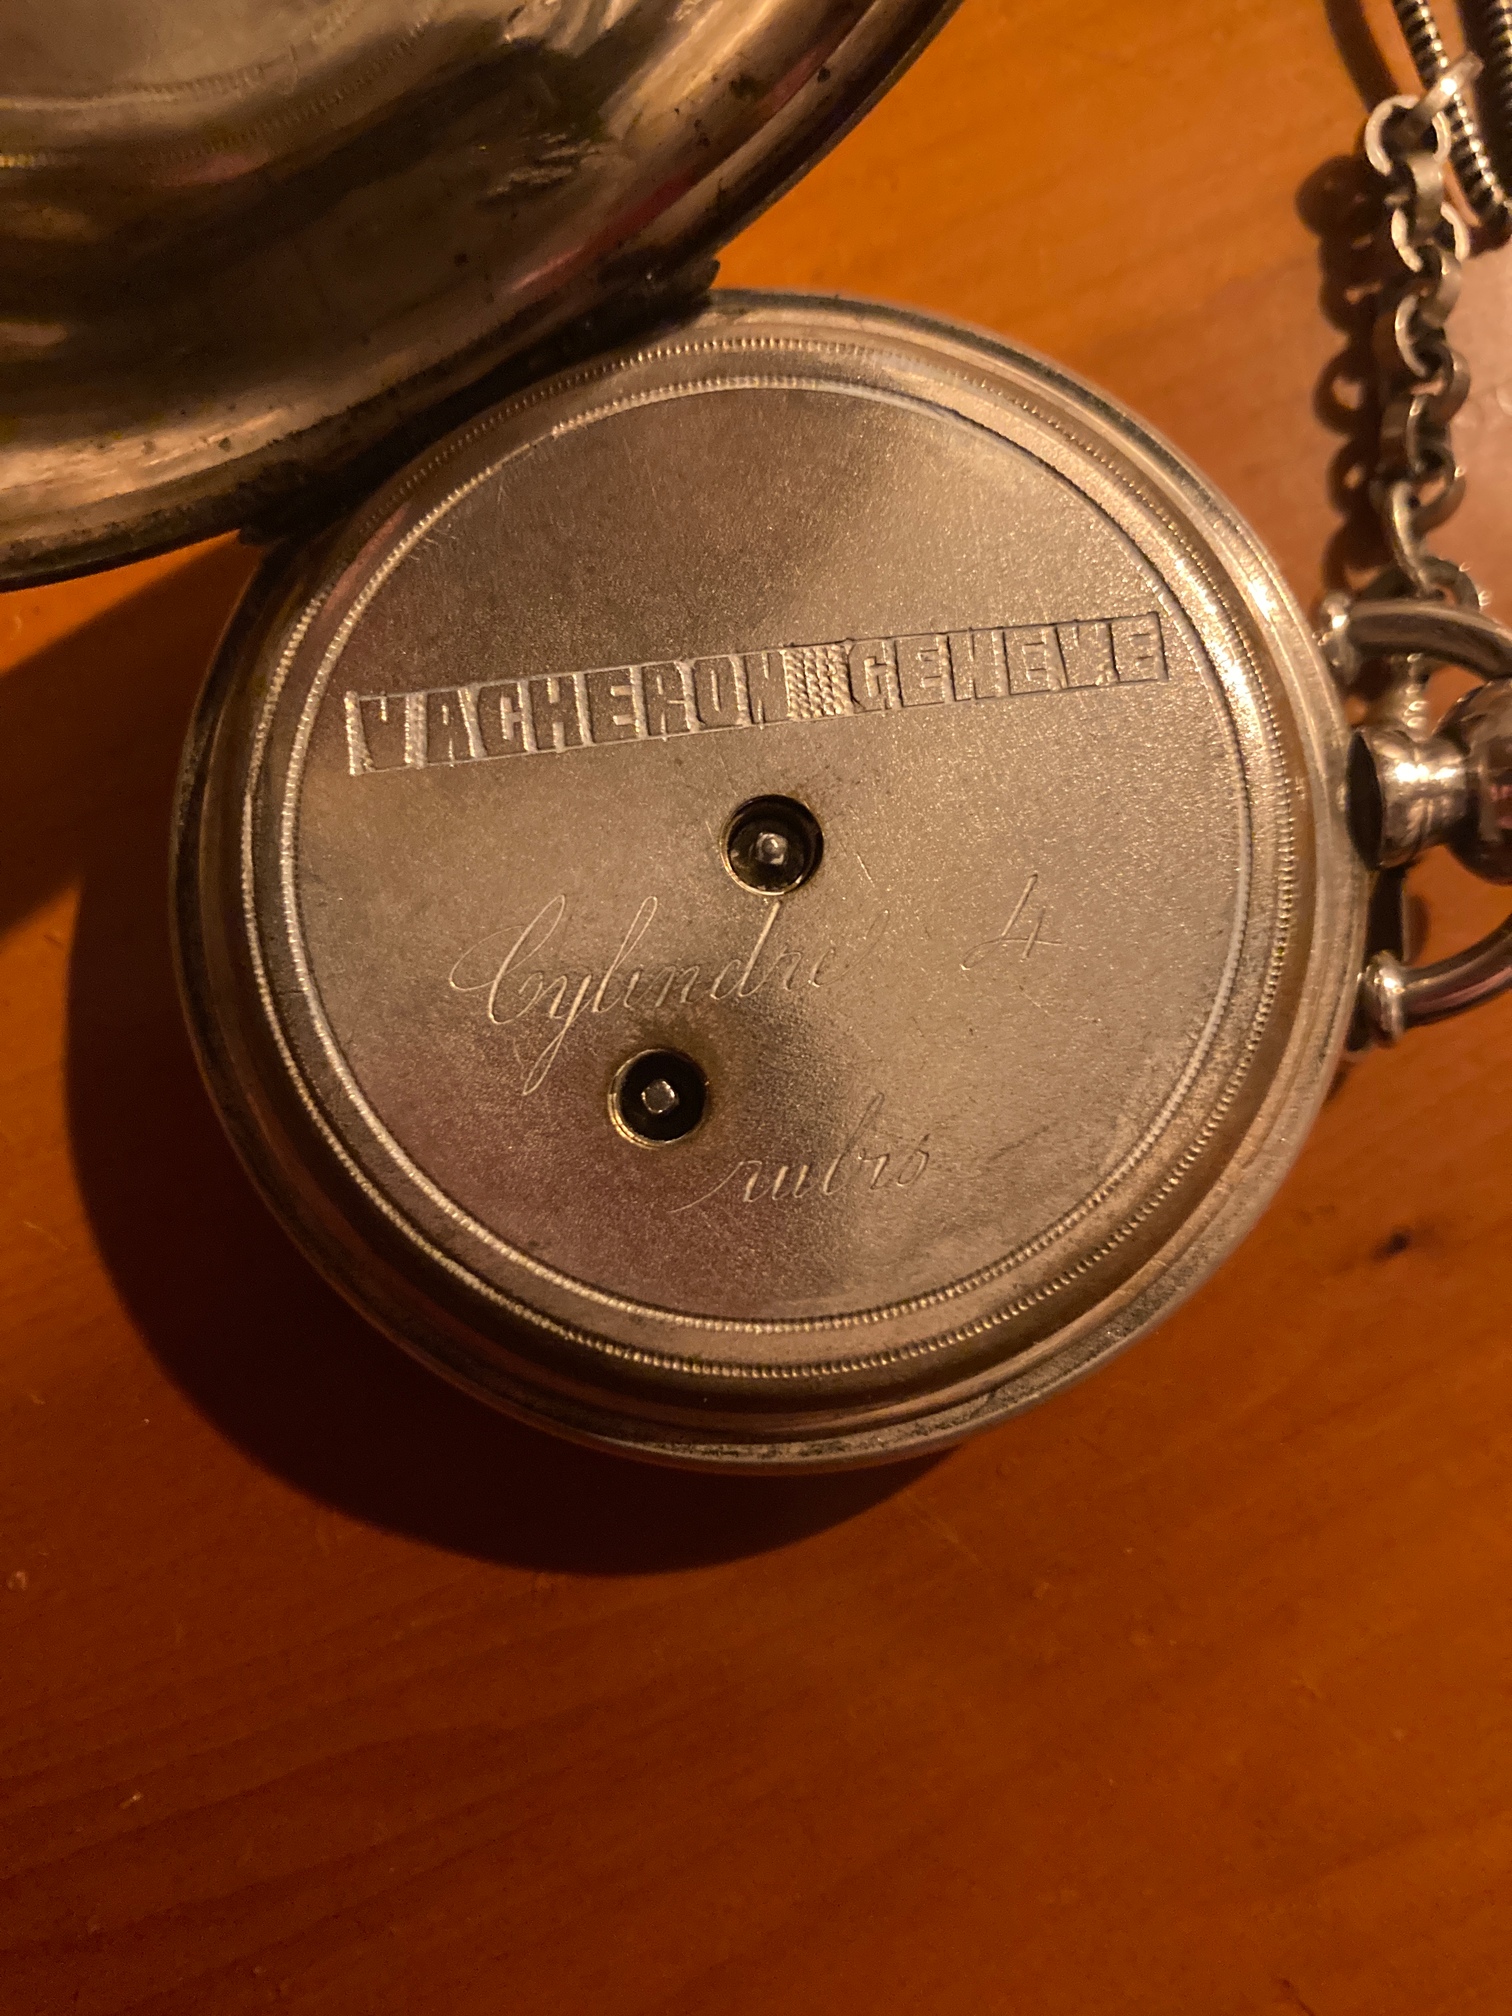 VACHERON GENEVE
Cylindre 4
rubis